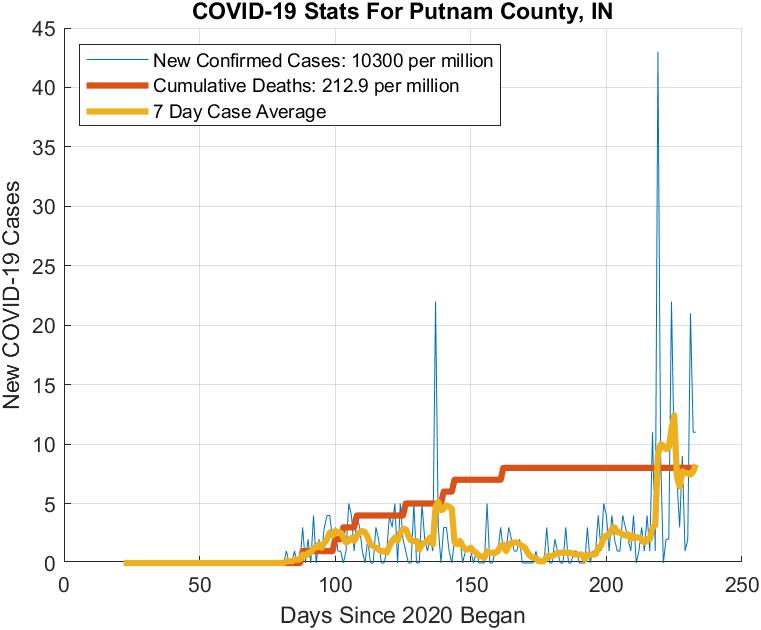 COVID-19 Stats For Putnam County, IN
New Confirmed Cases: 10300 per million
Cumulative Deaths: 212.9 per million
7 Day Case Average
New COVID-19 Cases
45
40
35
30
25
20
15
10
5
0
0 50 100 150 200 250
Days Since 2020 Began